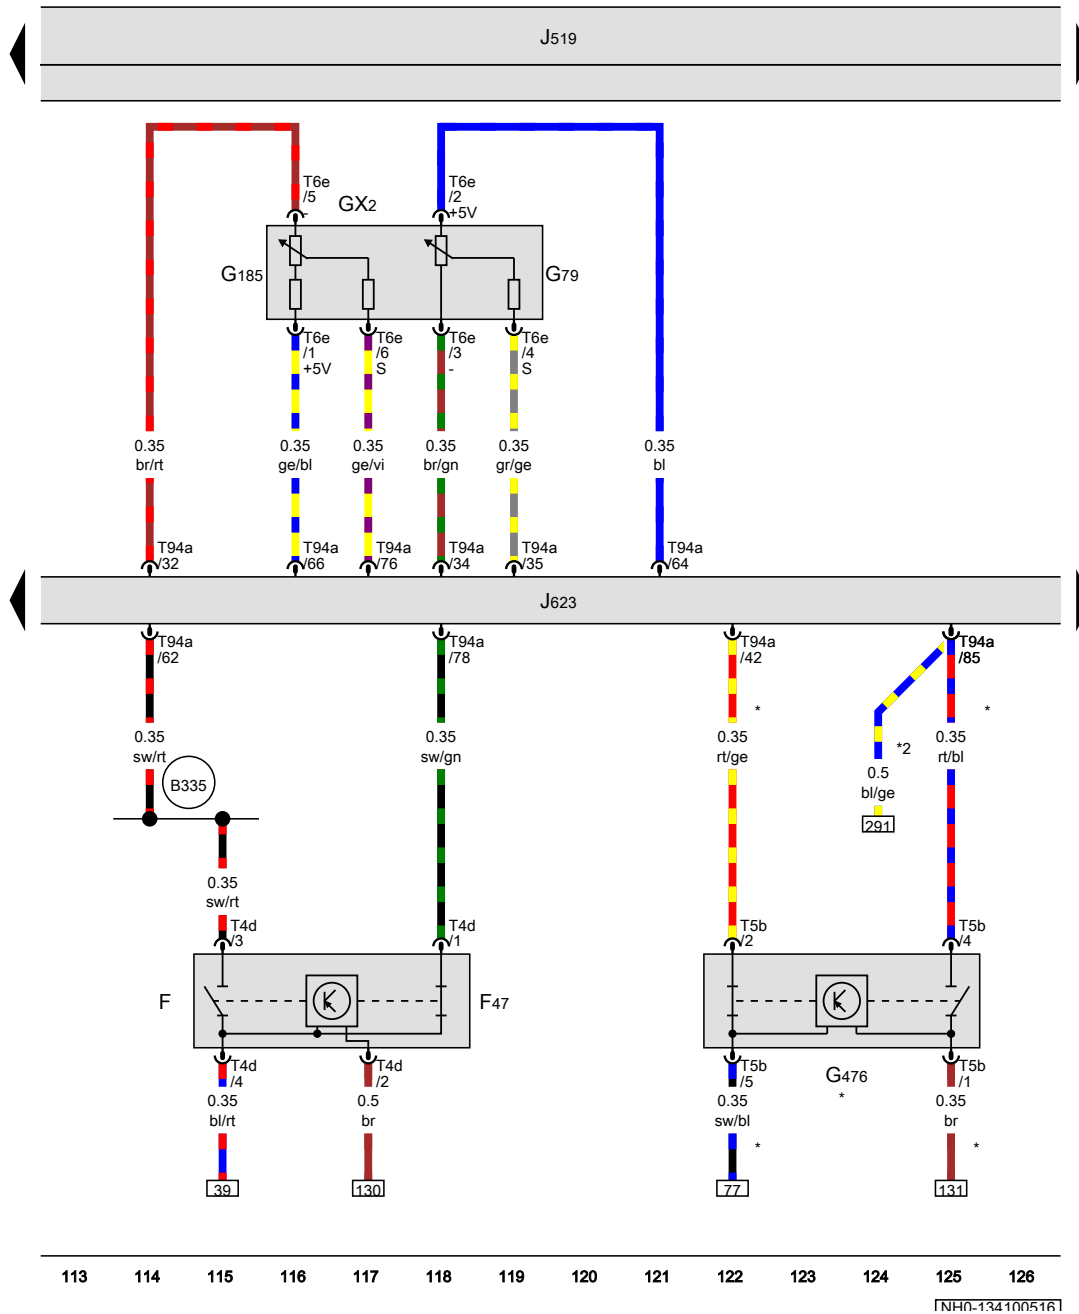 J519
T6e
/5
-
GX2
T6e
/2
+5V
G185
G79
T6e
/1
+5V
T6e
/6
S
T6e
/3
-
T6e
/4
S
0.35
br/rt
0.35
ge/bl
0.35
ge/vi
0.35
br/gn
0.35
gr/ge
0.35
bl
T94a
/32
T94a
/66
T94a
/76
T94a
/34
T94a
/35
T94a
/64
J623
T94a
/62
T94a
/78
T94a
/42
T94a
/85
*
*
0.35
sw/rt
0.35
sw/gn
0.35
rt/ge
*2
0.35
rt/bl
B335
0.5
bl/ge
291
0.35
sw/rt
T4d
/3
T4d
/1
T5b
/2
T5b
/4
F
F47
T4d
/4
T4d
/2
T5b
/5
G476
*
T5b
/1
0.35
bl/rt
0.5
br
0.35
sw/bl
*
0.35
br
*
39
130
77
131
113 114 115 116 117 118 119 120 121 122 123 124 125 126
NH0-134100516